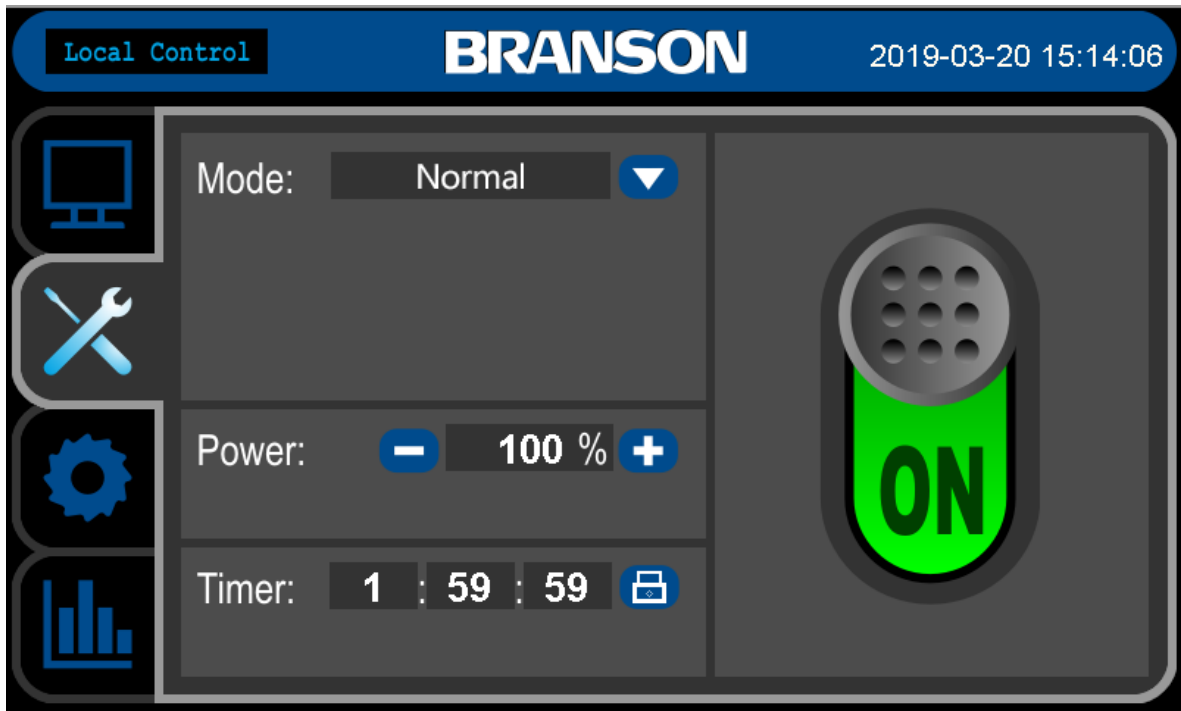 Local Control
BRANSON
2019-03-20 15:14:06
Mode: Normal
Power: 100 %
ON
Timer: 1 : 59 : 59